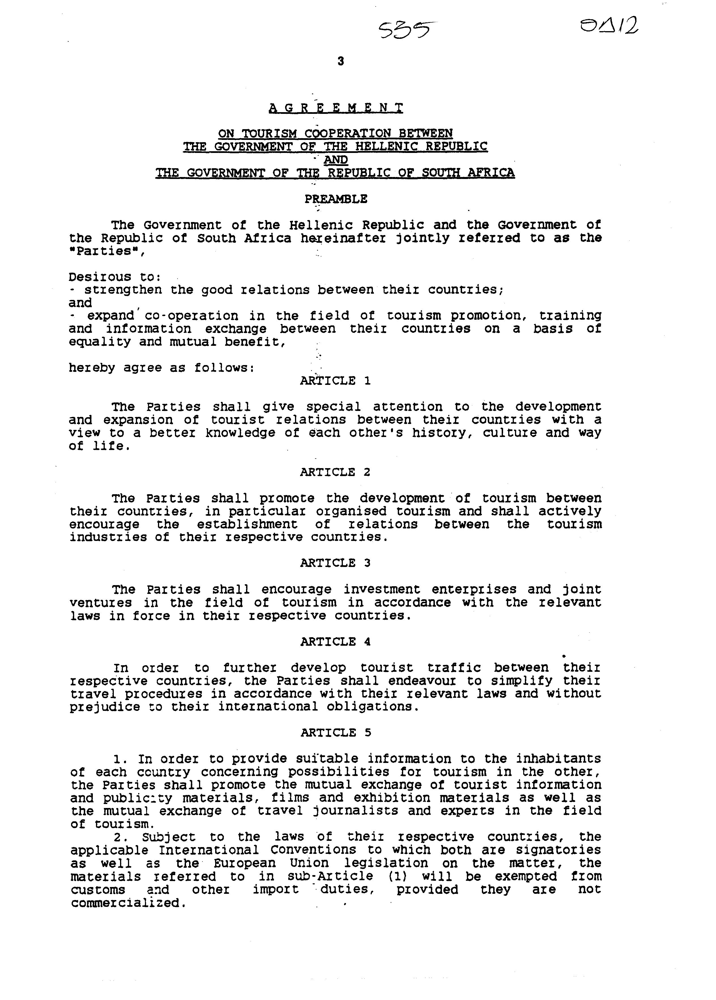 535 ΘΔ12
3
A G R E E M E N T
ON TOURISM COOPERATION BETWEEN
THE GOVERNMENT OF THE HELLENIC REPUBLIC
AND
THE GOVERNMENT OF THE REPUBLIC OF SOUTH AFRICA
PREAMBLE
The Government of the Hellenic Republic and the Government of
the Republic of South Africa hereinafter jointly referred to as the
"Parties",
Desirous to:
- strengthen the good relations between their countries;
and
- expand co-operation in the field of tourism promotion, training
and information exchange between their countries on a basis of
equality and mutual benefit,
hereby agree as follows:
ARTICLE 1
The Parties shall give special attention to the development
and expansion of tourist relations between their countries with a
view to a better knowledge of each other's history, culture and way
of life.
ARTICLE 2
The Parties shall promote the development of tourism between
their countries, in particular organised tourism and shall actively
encourage the establishment of relations between the tourism
industries of their respective countries.
ARTICLE 3
The Parties shall encourage investment enterprises and joint
ventures in the field of tourism in accordance with the relevant
laws in force in their respective countries.
ARTICLE 4
In order to further develop tourist traffic between their
respective countries, the Parties shall endeavour to simplify their
travel procedures in accordance with their relevant laws and without
prejudice to their international obligations.
ARTICLE 5
1. In order to provide suitable information to the inhabitants
of each country concerning possibilities for tourism in the other,
the Parties shall promote the mutual exchange of tourist information
and publicity materials, films and exhibition materials as well as
the mutual exchange of travel journalists and experts in the field
of tourism.
2. Subject to the laws of their respective countries, the
applicable International Conventions to which both are signatories
as well as the European Union legislation on the matter, the
materials referred to in sub-Article (1) will be exempted from
customs and other import duties, provided they are not
commercialized.